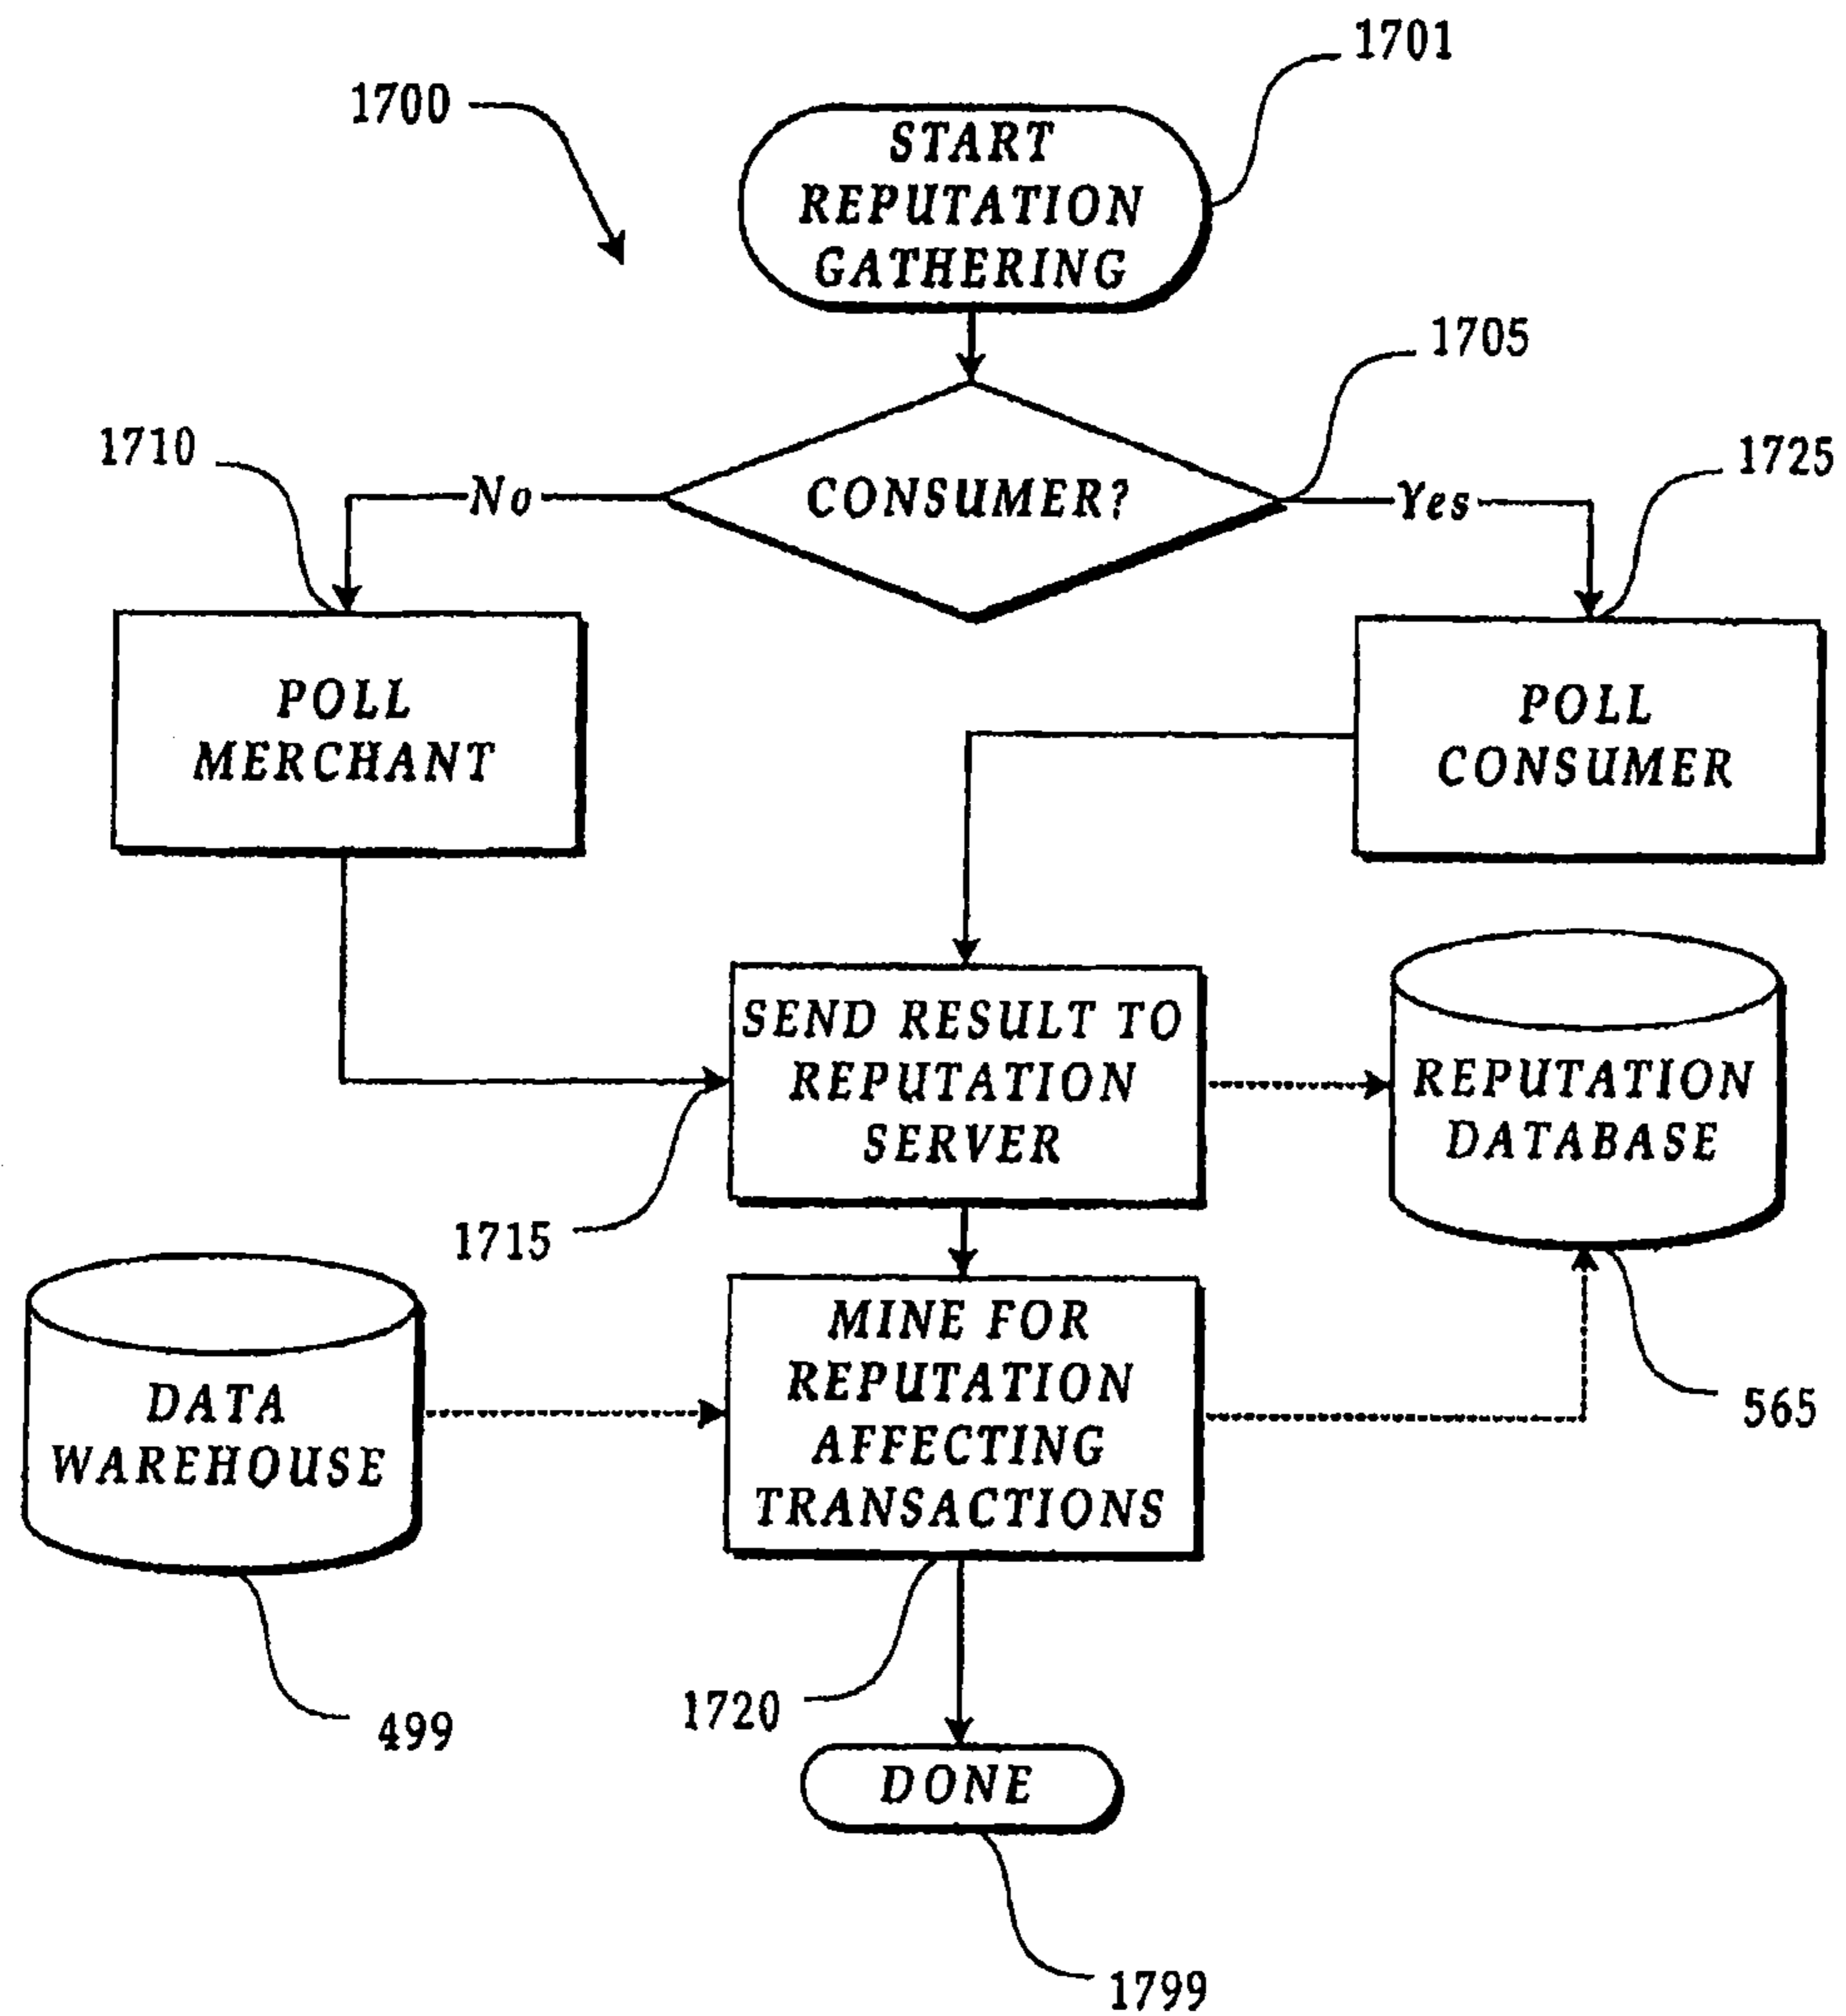 1701
1700
START
REPUTATION
GATHERING
1705
CONSUMER?
No
Yes
1710
1725
POLL
MERCHANT
POLL
CONSUMER
SEND RESULT TO
REPUTATION
SERVER
REPUTATION
DATABASE
1715
DATA
WAREHOUSE
MINE FOR
REPUTATION
AFFECTING
TRANSACTIONS
565
499
1720
DONE
1799